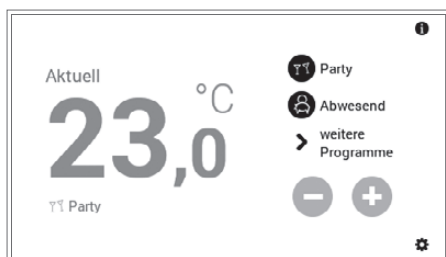 Aktuell
23,0 °C
Party
Party
Abwesend
weitere
Programme